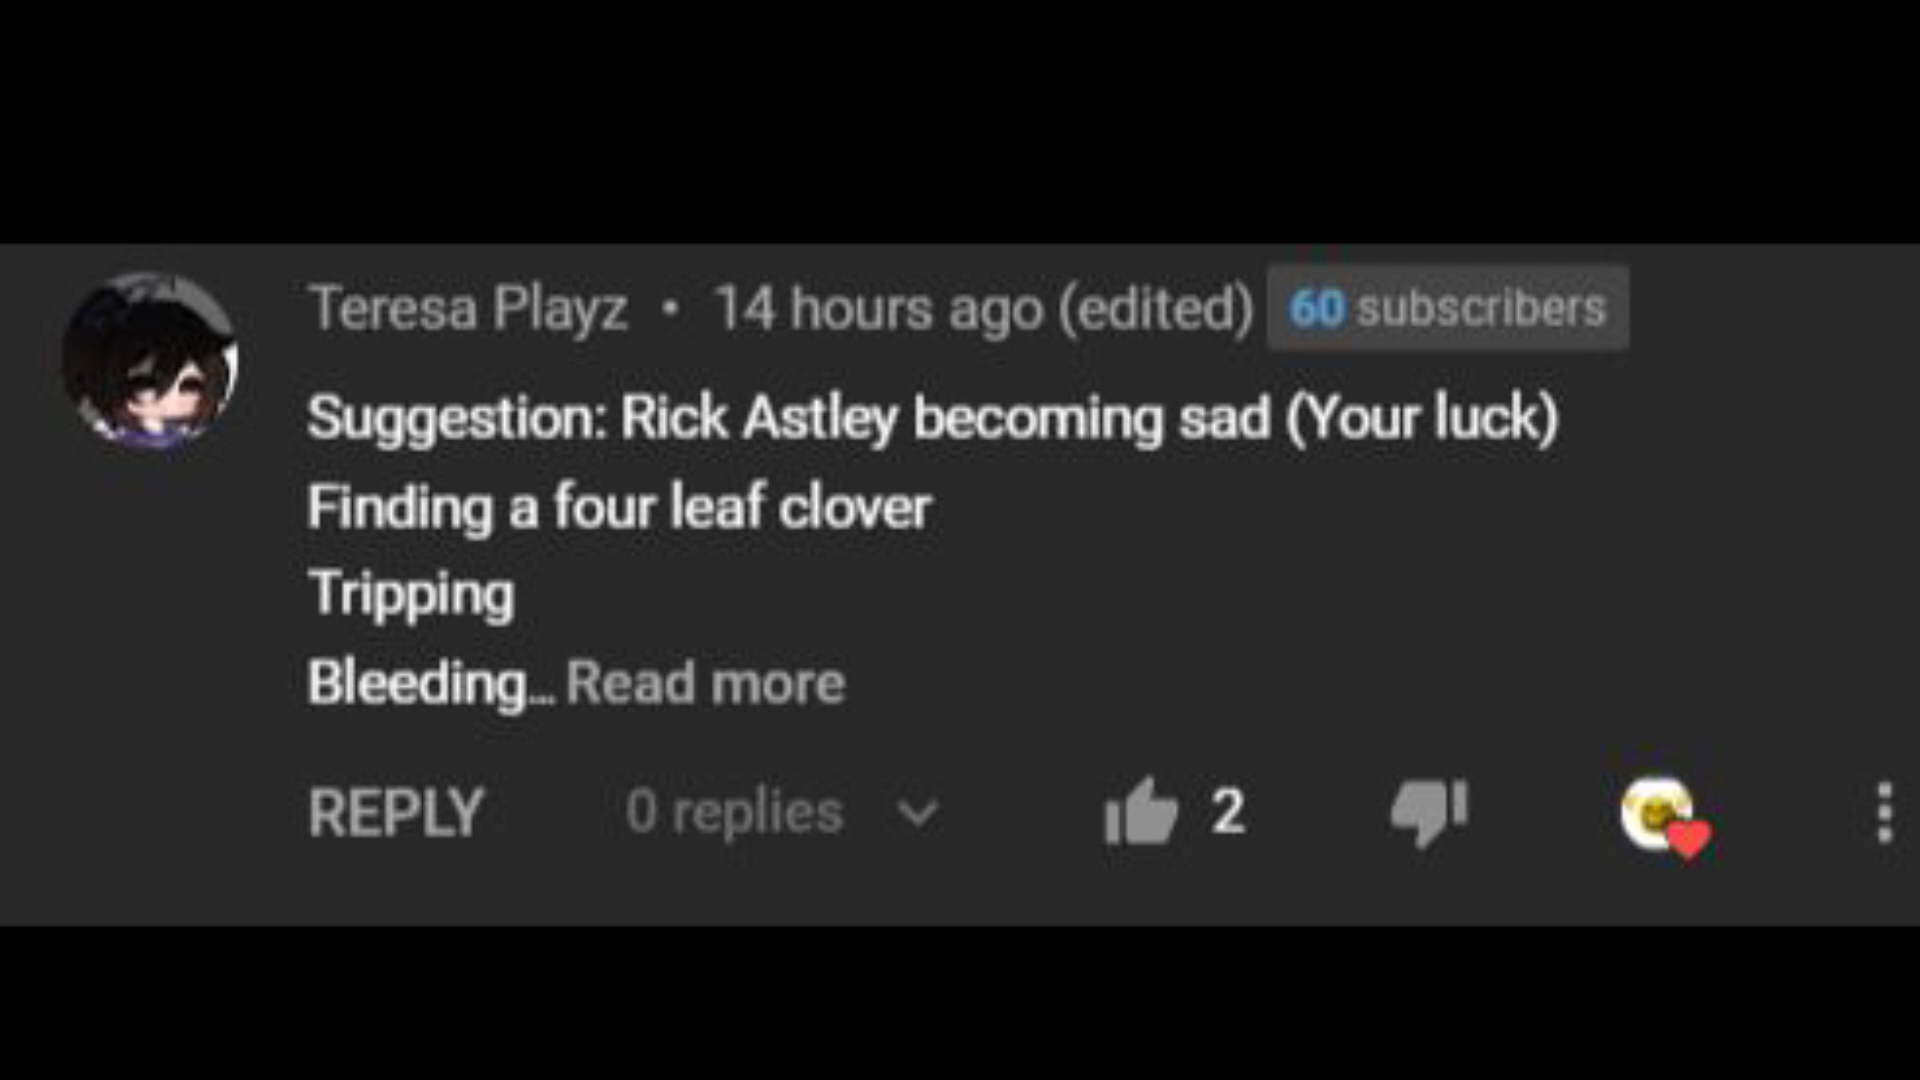 Teresa Playz • 14 hours ago (edited) 60 subscribers
Suggestion: Rick Astley becoming sad (Your luck)
Finding a four leaf clover
Tripping
Bleeding... Read more
REPLY 0 replies 2